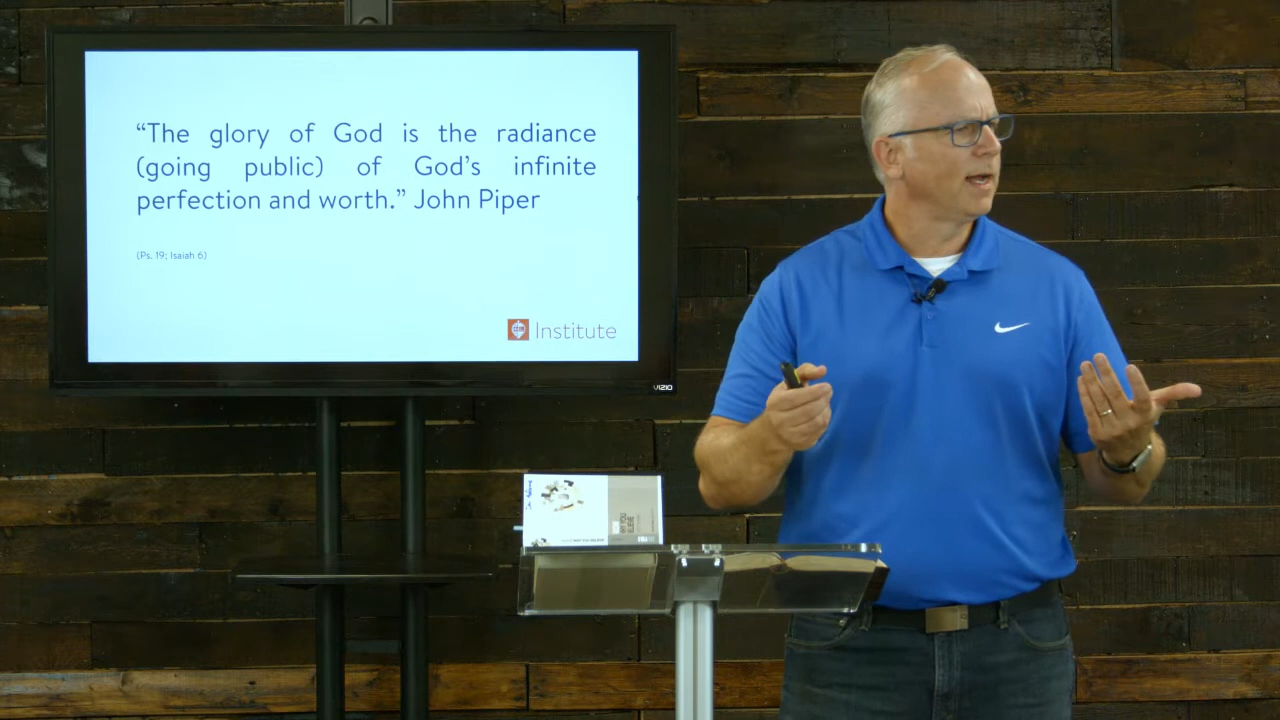 “The glory of God is the radiance
(going public) of God’s infinite
perfection and worth.” John Piper
(Ps. 19; Isaiah 6)
Institute
VIZIO